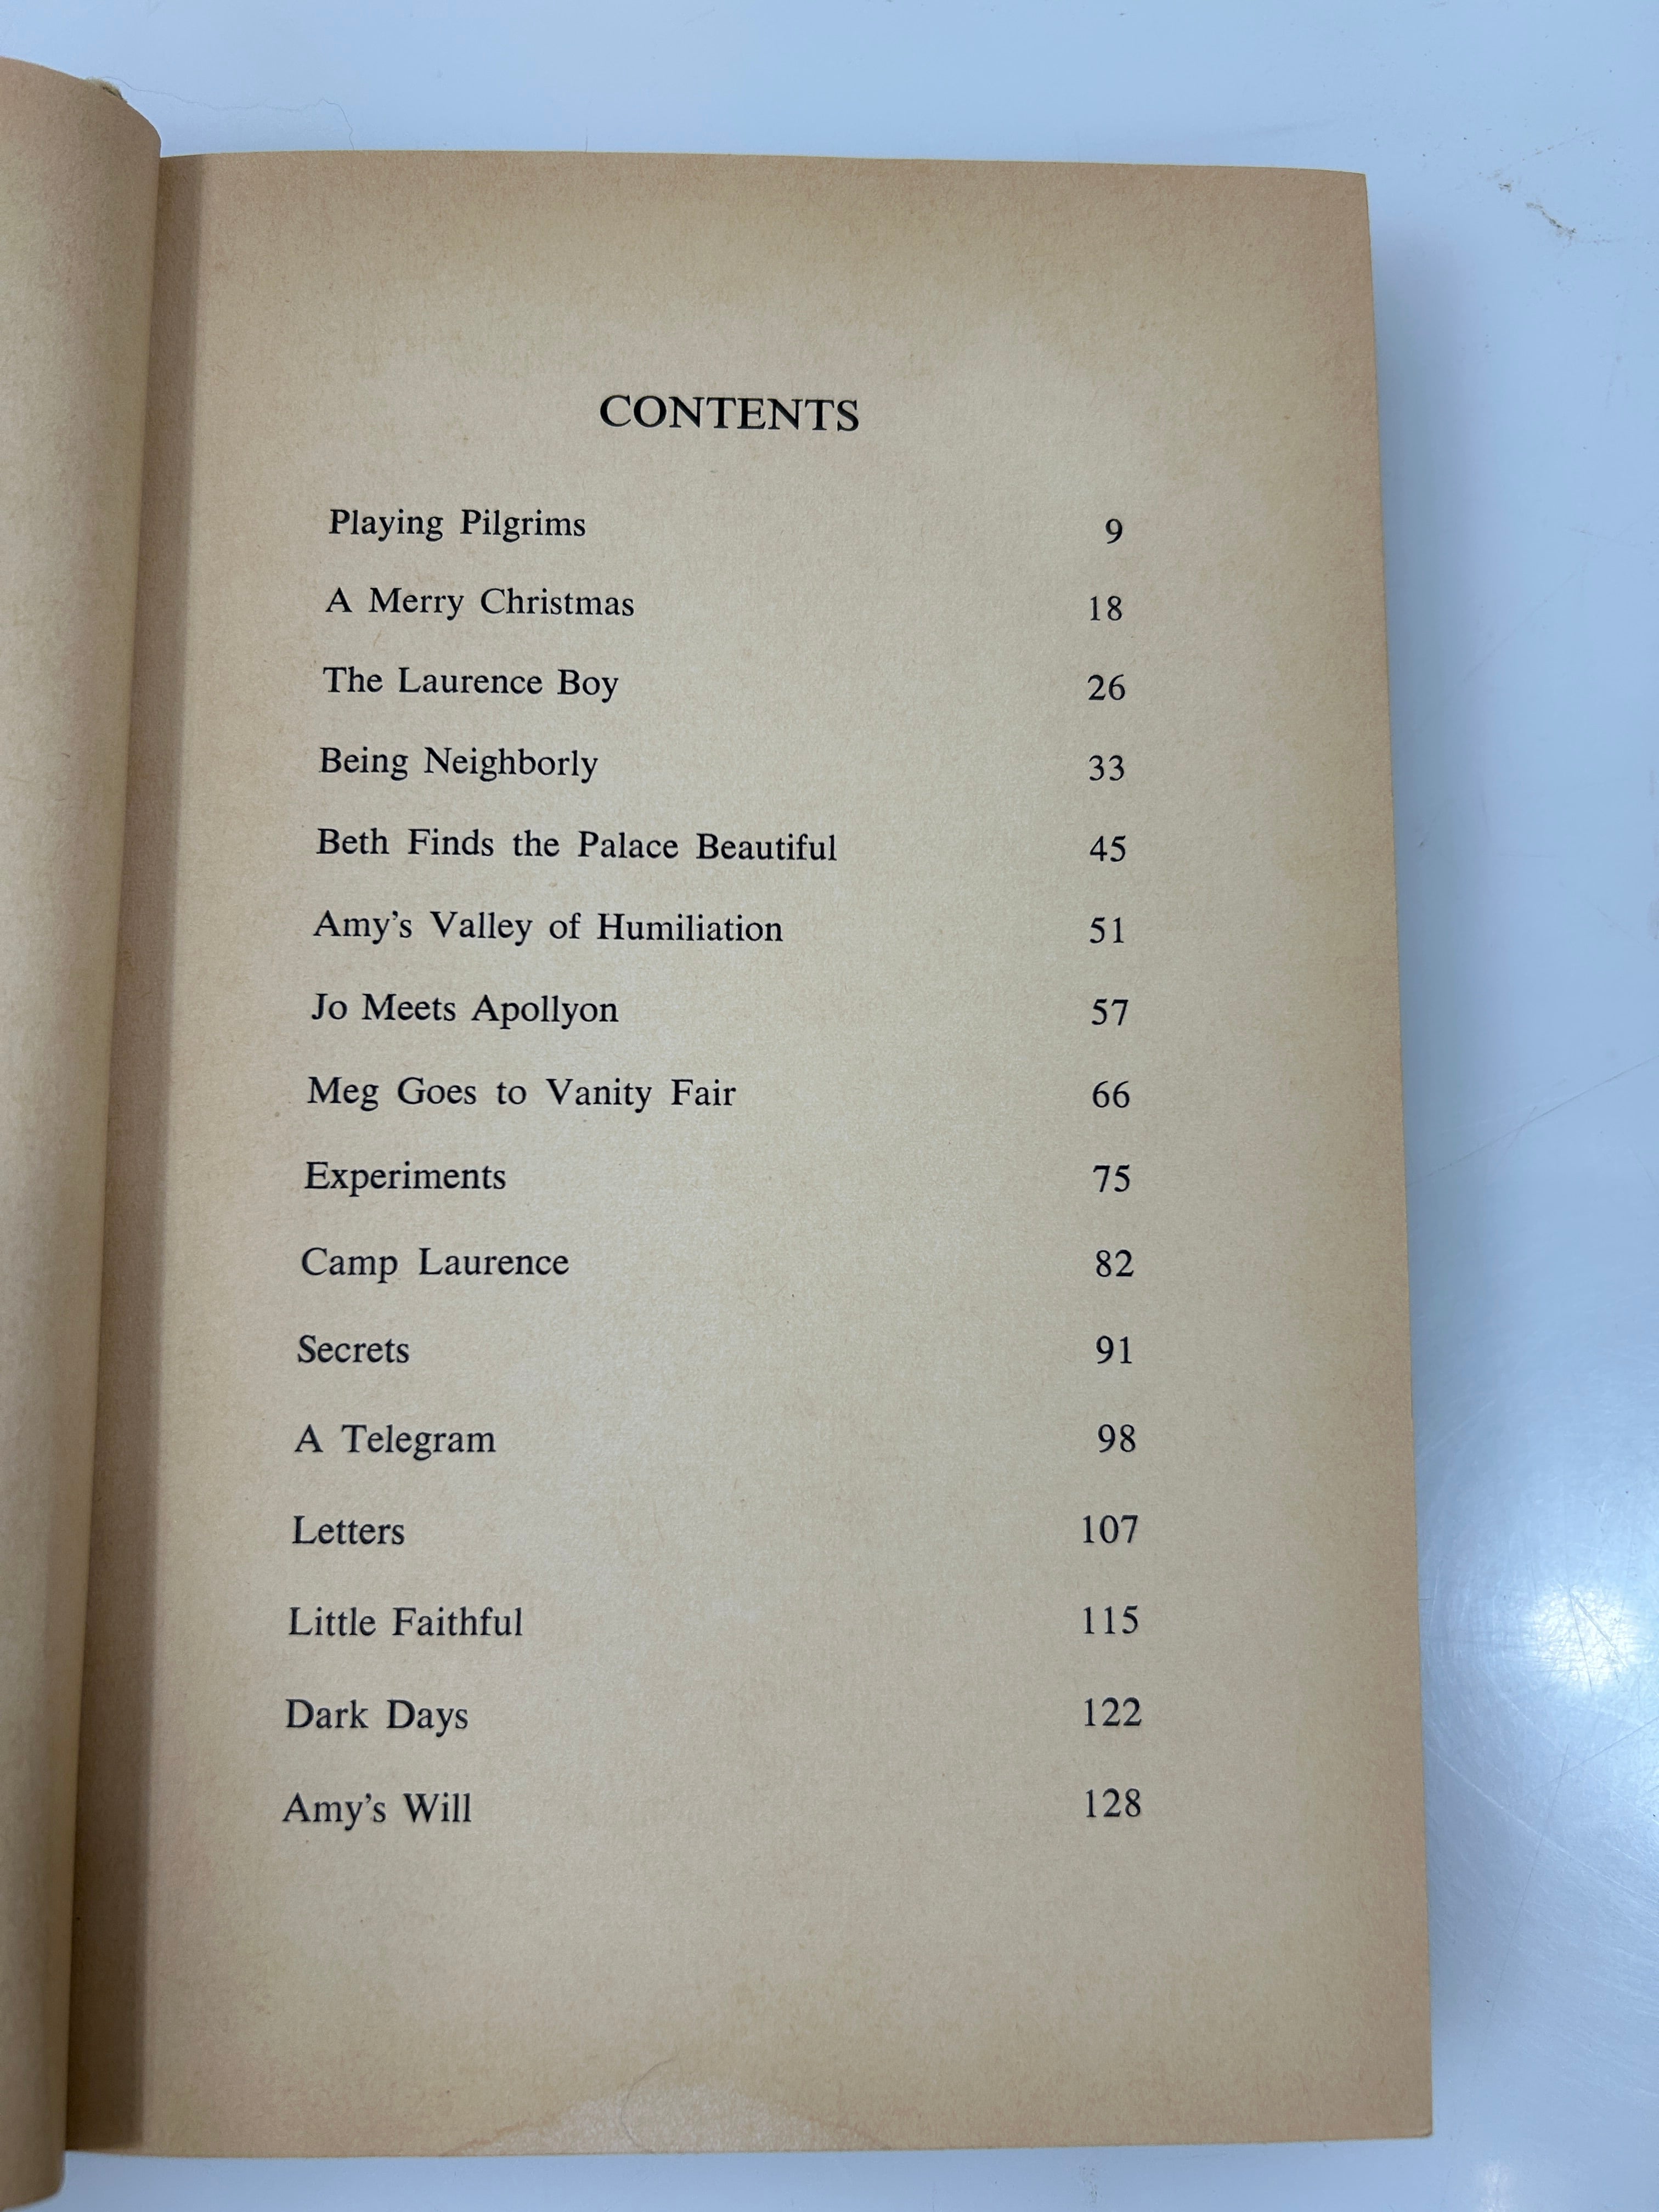 CONTENTS
Playing Pilgrims 9
A Merry Christmas 18
The Laurence Boy 26
Being Neighborly 33
Beth Finds the Palace Beautiful 45
Amy's Valley of Humiliation 51
Jo Meets Apollyon 57
Meg Goes to Vanity Fair 66
Experiments 75
Camp Laurence 82
Secrets 91
A Telegram 98
Letters 107
Little Faithful 115
Dark Days 122
Amy's Will 128